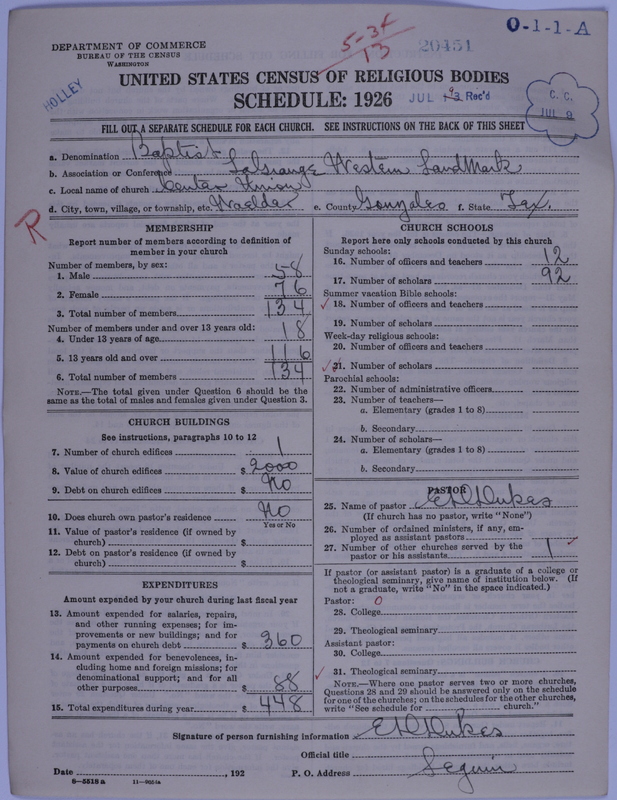 O-1-1-A
5-34
13
20451
DEPARTMENT OF COMMERCE
BUREAU OF THE CENSUS
WASHINGTON
HOLLEY
UNITED STATES CENSUS OF RELIGIOUS BODIES
SCHEDULE: 1926
JUL 9 Rec'd
C. C.
JUL 9
FILL OUT A SEPARATE SCHEDULE FOR EACH CHURCH. SEE INSTRUCTIONS ON THE BACK OF THIS SHEET
a. Denomination Baptist
b. Association or Conference LaGrange Western LandMark
c. Local name of church Center Union
d. City, town, village, or township, etc. Waelder e. County Gonzales f. State Tex.
R
MEMBERSHIP
Report number of members according to definition of
member in your church
Number of members, by sex:
1. Male 58
2. Female 76
3. Total number of members 134
Number of members under and over 13 years old:
4. Under 13 years of age 18
5. 13 years old and over 116
6. Total number of members 134
NOTE.—The total given under Question 6 should be the
same as the total of males and females given under Question 3.
CHURCH BUILDINGS
See instructions, paragraphs 10 to 12
7. Number of church edifices 1
8. Value of church edifices $ 2000
9. Debt on church edifices $ No
10. Does church own pastor's residence No
Yes or No
11. Value of pastor's residence (if owned by
church) $
12. Debt on pastor's residence (if owned by
church) $
EXPENDITURES
Amount expended by your church during last fiscal year
13. Amount expended for salaries, repairs,
and other running expenses; for im-
provements or new buildings; and for
payments on church debt $ 360
14. Amount expended for benevolences, in-
cluding home and foreign missions; for
denominational support; and for all
other purposes $ 88
15. Total expenditures during year $ 448
CHURCH SCHOOLS
Report here only schools conducted by this church
Sunday schools:
16. Number of officers and teachers 12
17. Number of scholars 92
Summer vacation Bible schools:
18. Number of officers and teachers
19. Number of scholars
Week-day religious schools:
20. Number of officers and teachers
21. Number of scholars
Parochial schools:
22. Number of administrative officers
23. Number of teachers—
a. Elementary (grades 1 to 8)
b. Secondary
24. Number of scholars—
a. Elementary (grades 1 to 8)
b. Secondary
PASTOR
25. Name of pastor E D Dukes
(If church has no pastor, write "None")
26. Number of ordained ministers, if any, em-
ployed as assistant pastors
27. Number of other churches served by the
pastor or his assistants 1
If pastor (or assistant pastor) is a graduate of a college or
theological seminary, give name of institution below. (If
not a graduate, write "No" in the space indicated.)
Pastor: 0
28. College
29. Theological seminary
Assistant pastor:
30. College
31. Theological seminary
NOTE.—Where one pastor serves two or more churches,
Questions 28 and 29 should be answered only on the schedule
for one of the churches; on the schedules for the other churches,
write "See schedule for church."
Signature of person furnishing information E D Dukes
Official title
Date , 192 P. O. Address Seguin
8-5518 a 11-9051a